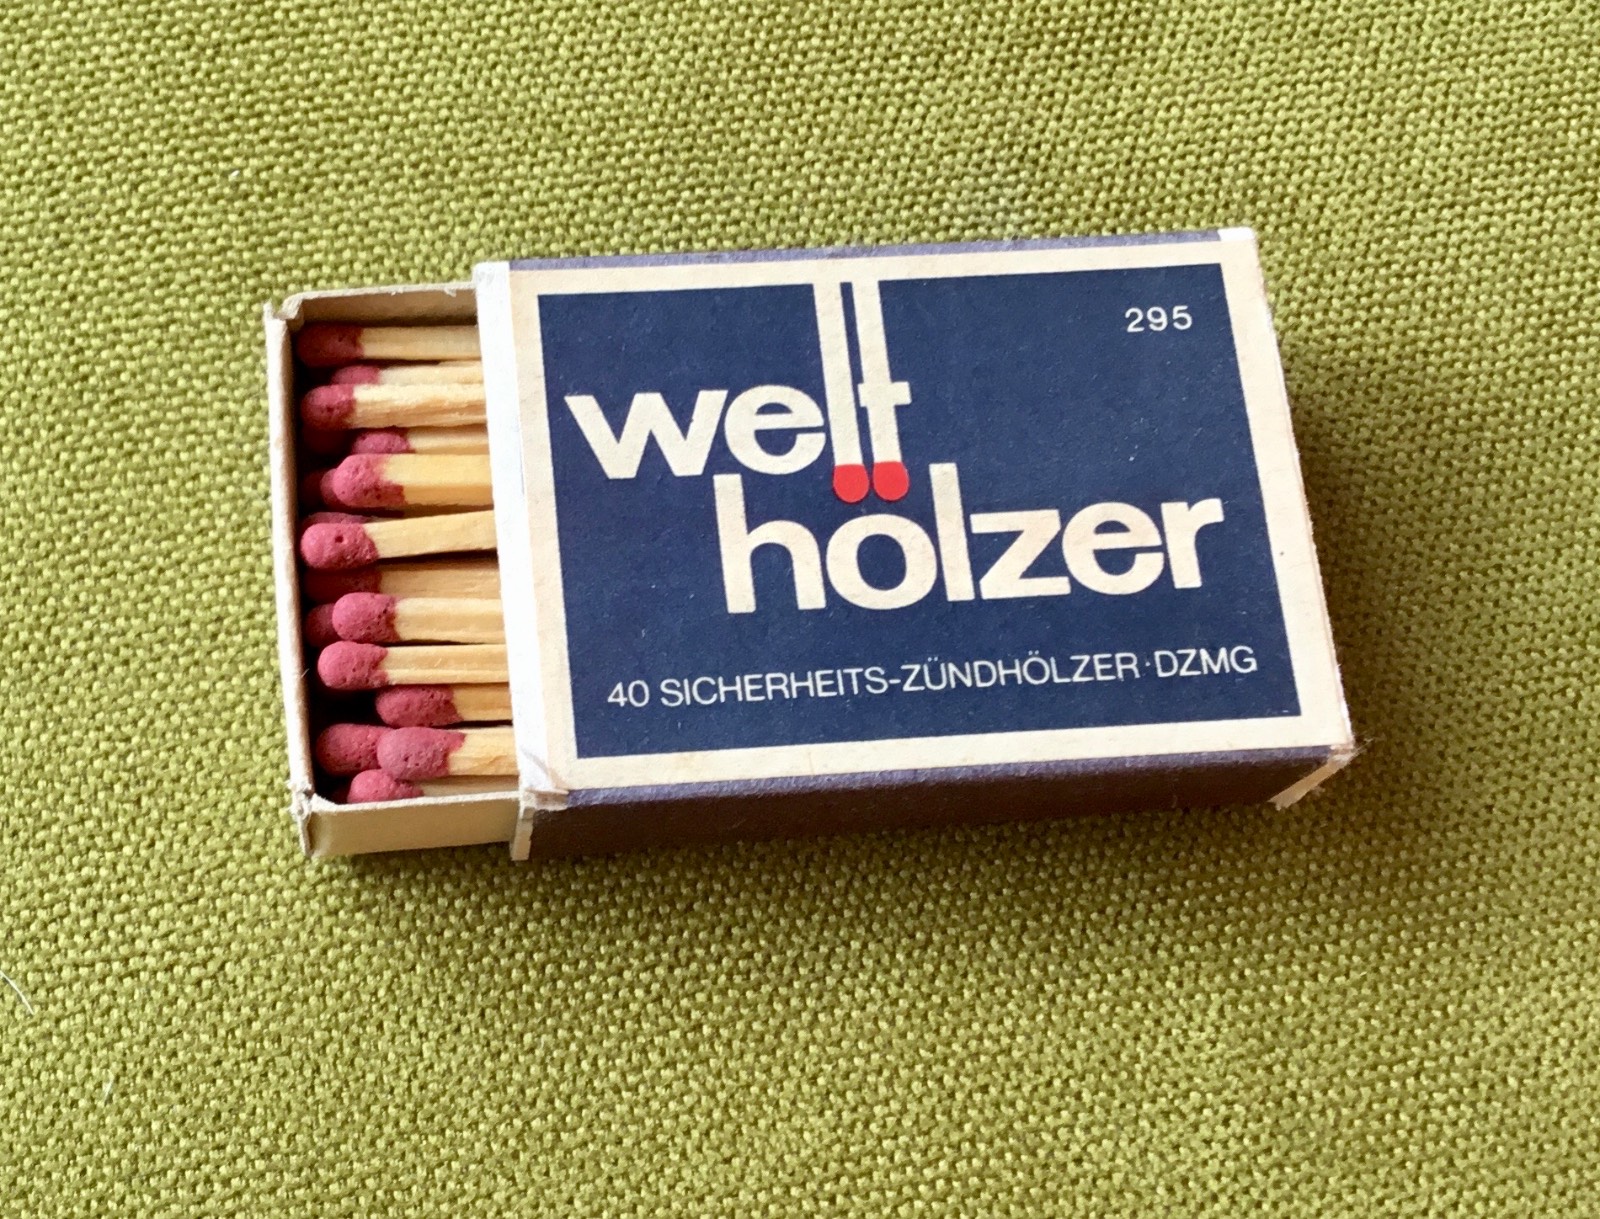 295
welt
hölzer
40 SICHERHEITS-ZÜNDHÖLZER·DZMG